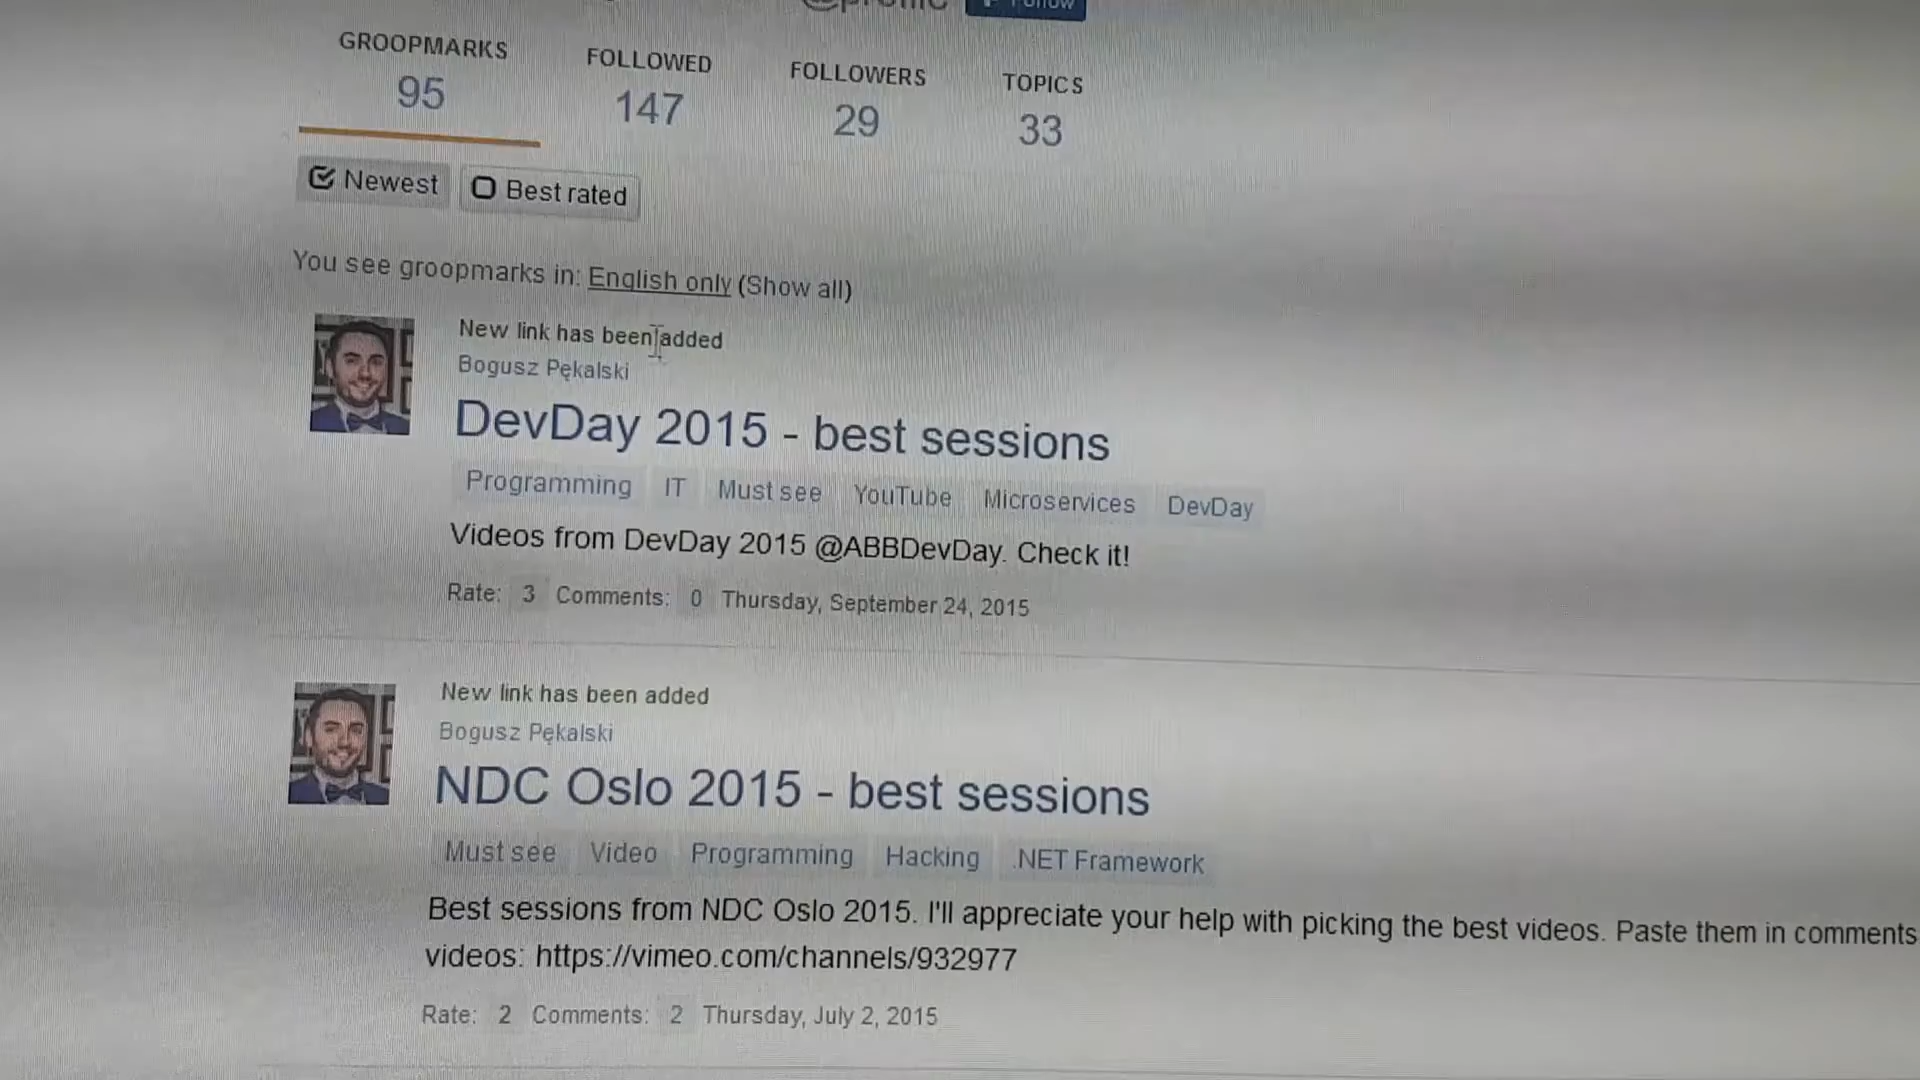 GROOPMARKS FOLLOWED FOLLOWERS TOPICS
95 147 29 33
Newest Best rated
You see groopmarks in: English only (Show all)
New link has been added
Bogusz Pękalski
DevDay 2015 - best sessions
Programming IT Must see YouTube Microservices DevDay
Videos from DevDay 2015 @ABBDevDay. Check it!
Rate: 3 Comments: 0 Thursday, September 24, 2015
New link has been added
Bogusz Pękalski
NDC Oslo 2015 - best sessions
Must see Video Programming Hacking .NET Framework
Best sessions from NDC Oslo 2015. I'll appreciate your help with picking the best videos. Paste them in comments
videos: https://vimeo.com/channels/932977
Rate: 2 Comments: 2 Thursday, July 2, 2015